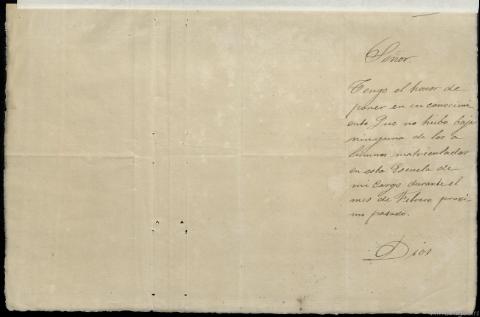 Señor.
Tengo el honor de
poner en su conocimi
ento, que no hubo baja
ninguna de los a
lumnos matriculados
en esta Escuela de
mi cargo durante el
mes de Febrero proxi
mo pasado.
Dios